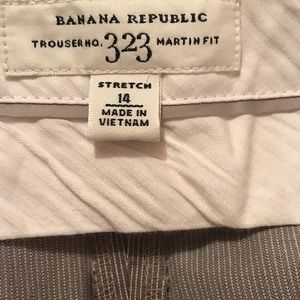 BANANA REPUBLIC
TROUSER NO. 323 MARTIN FIT
STRETCH
14
MADE IN
VIETNAM